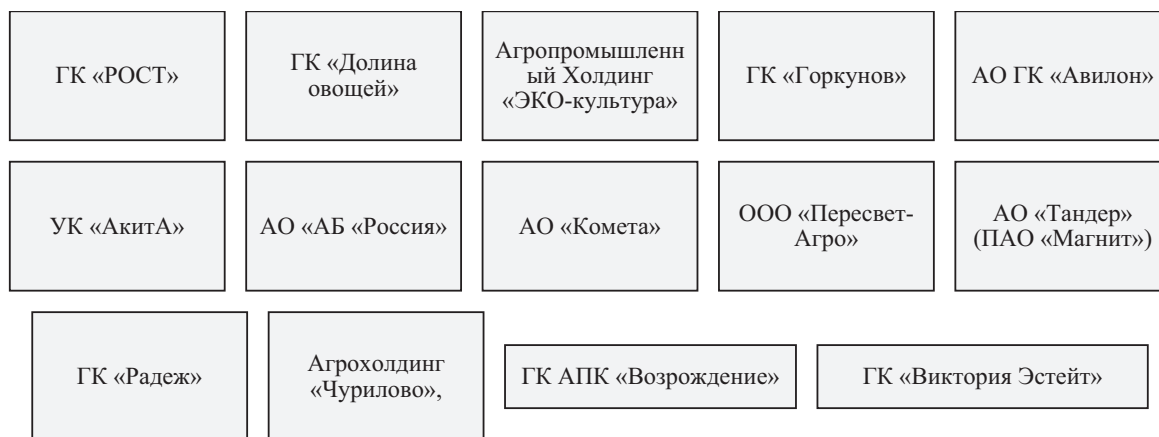 ГК «РОСТ»
ГК «Долина
овощей»
Агропромышленн
ый Холдинг
«ЭКО-культура»
ГК «Горкунов»
АО ГК «Авилон»
УК «АкитА»
АО «АБ «Россия»
АО «Комета»
ООО «Пересвет-
Агро»
АО «Тандер»
(ПАО «Магнит»)
ГК «Радеж»
Агрохолдинг
«Чурилово»,
ГК АПК «Возрождение»
ГК «Виктория Эстейт»